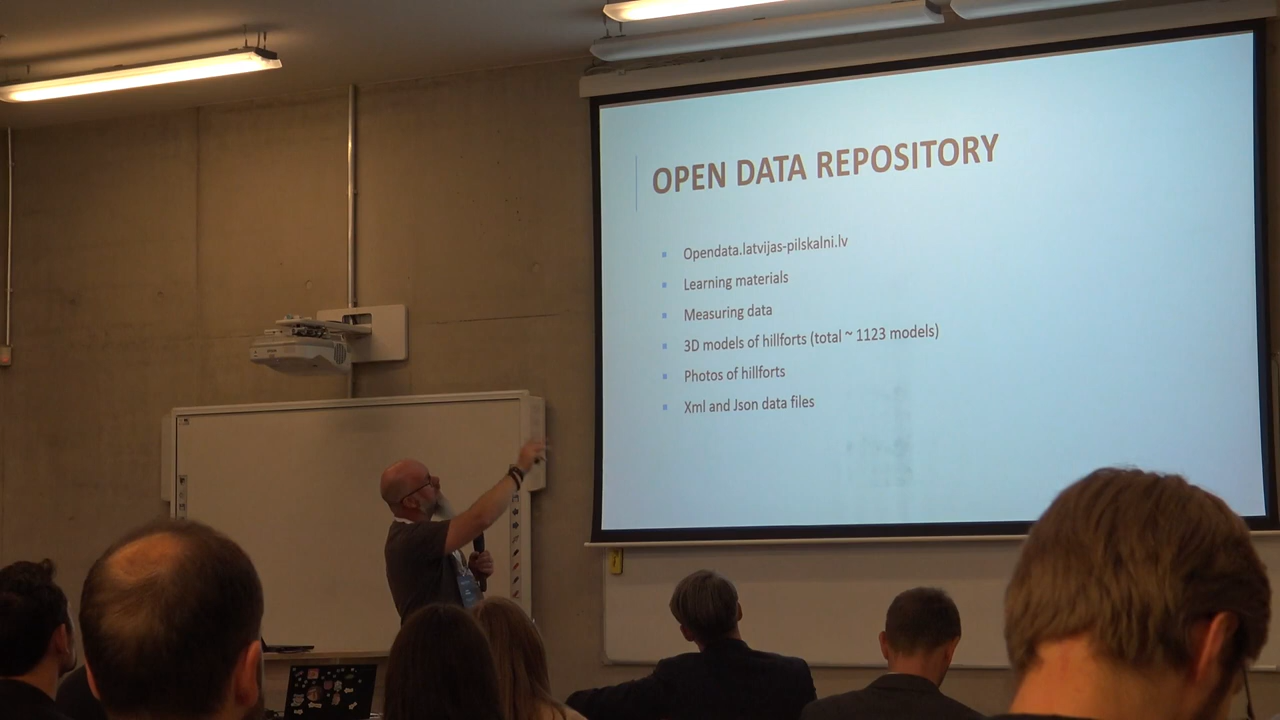 OPEN DATA REPOSITORY
Opendata.latvijas-pilskalni.lv
Learning materials
Measuring data
3D models of hillforts (total ~ 1123 models)
Photos of hillforts
Xml and Json data files